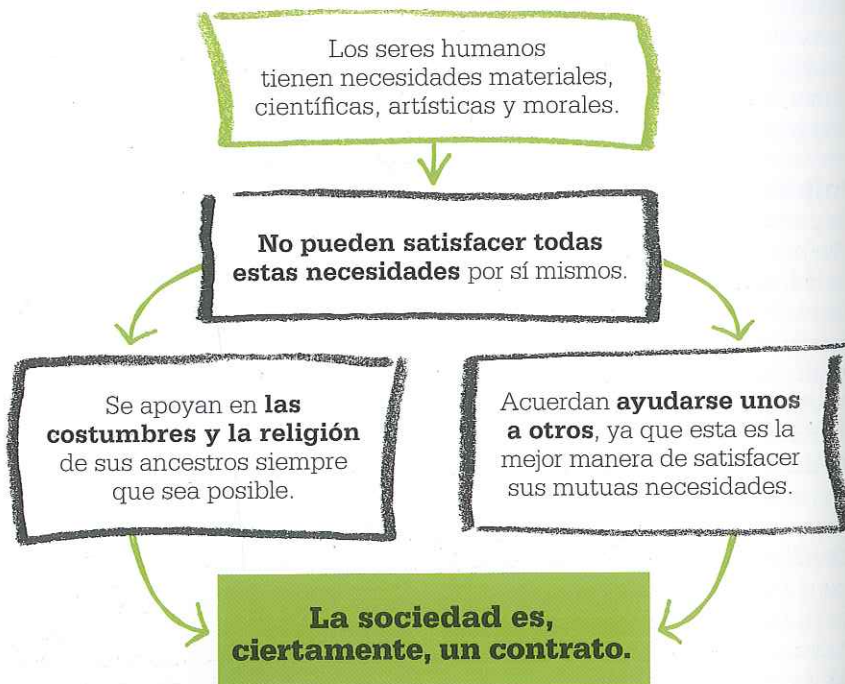 Los seres humanos
tienen necesidades materiales,
científicas, artísticas y morales.
No pueden satisfacer todas
estas necesidades por sí mismos.
Se apoyan en las
costumbres y la religión
de sus ancestros siempre
que sea posible.
Acuerdan ayudarse unos
a otros, ya que esta es la
mejor manera de satisfacer
sus mutuas necesidades.
La sociedad es,
ciertamente, un contrato.